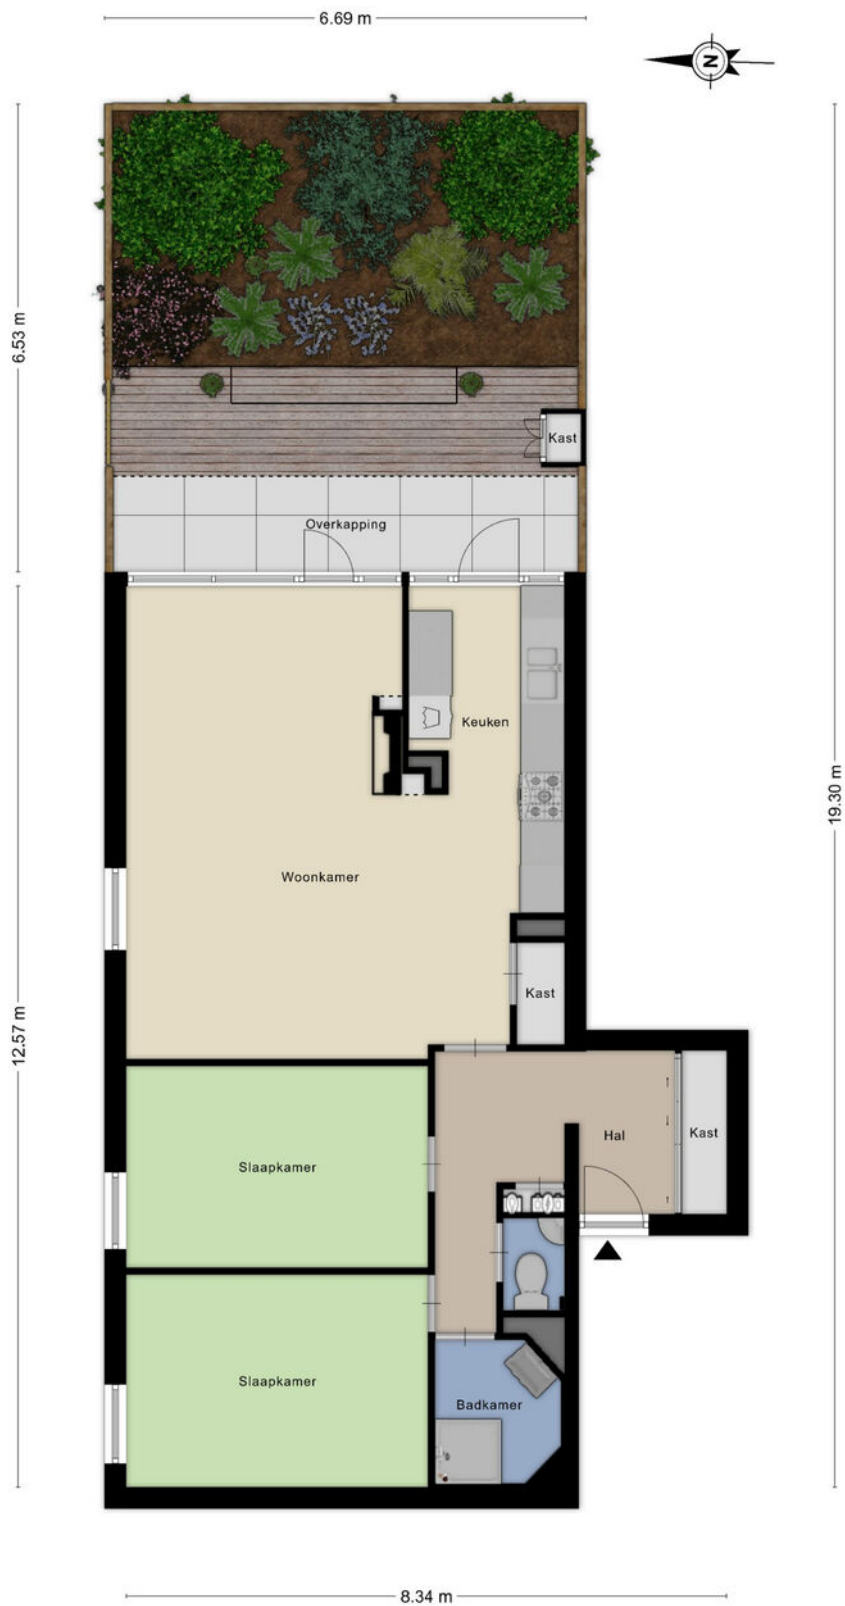 6.69 m
N
6.53 m
Kast
Overkapping
Keuken
19.30 m
Woonkamer
Kast
12.57 m
Hal
Kast
Slaapkamer
Slaapkamer
Badkamer
8.34 m